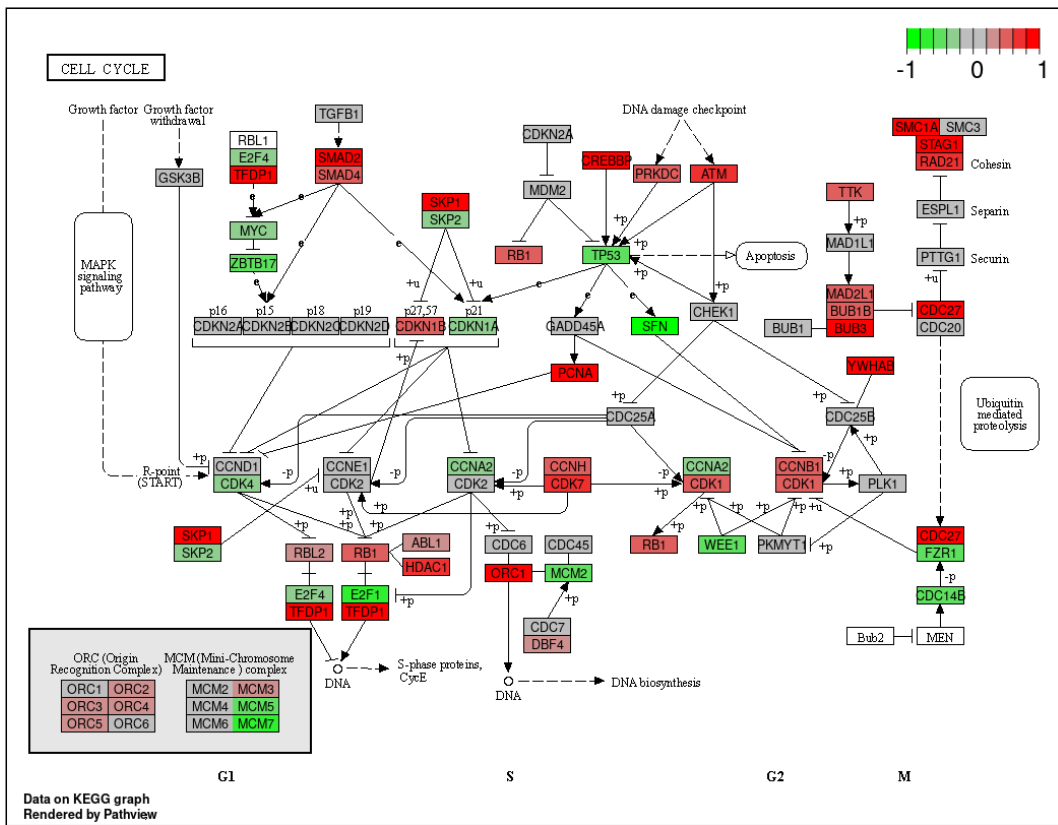 -1 0 1
CELL CYCLE
Growth factor
Growth factor
withdrawal
TGFB1
DNA damage checkpoint
RBL1
E2F4
TFDP1
GSK3B
SMAD2
SMAD4
CDKN2A
CREBBP
PRKDC
ATM
SMC1A SMC3
STAG1
RAD21
Cohesin
MDM2
SKP1
SKP2
TTK
e
e
+p
ESPL1
Separin
MYC
ZBTB17
e
e
RB1
+p
TP53
+p
Apoptosis
MAD1L1
PTTG1
Securin
MAPK
signaling
pathway
+u
+u
e
e
e
+p
+u
MAD2L1
BUB1B
BUB3
BUB1
CDC27
CDC20
p16 p15 p18 p19
CDKN2A CDKN2B CDKN2C CDKN2D
p27,57 p21
CDKN1B CDKN1A
GADD45A
SFN
CHEK1
+p
PCNA
YWHAB
+p
+p
CDC25A
CDC25B
Ubiquitin
mediated
proteolysis
+p
R-point
(START)
CCND1
CDK4
-p
CCNE1
CDK2
-p
CCNA2
CDK2
-p
+p
CCNH
CDK7
-p
+p
CCNA2
CDK1
CCNB1
CDK1
-p
+p
+p
+p
PLK1
+u
+p
SKP1
SKP2
+p
+p
+p
+p
+p
RBL2
RB1
ABL1
HDAC1
CDC6
CDC45
ORC1
MCM2
+p
RB1
+p
+p
+p
WEE1
PKMYT1
+u
+p
CDC27
FZR1
E2F4
TFDP1
E2F1
TFDP1
+p
+p
CDC7
DBF4
-p
CDC14B
Bub2
MEN
DNA
S-phase proteins,
CycE
DNA
DNA biosynthesis
ORC (Origin
Recognition Complex)
MCM (Mini-Chromosome
Maintenance ) complex
ORC1 ORC2 MCM2 MCM3
ORC3 ORC4 MCM4 MCM5
ORC5 ORC6 MCM6 MCM7
G1 S G2 M
Data on KEGG graph
Rendered by Pathview